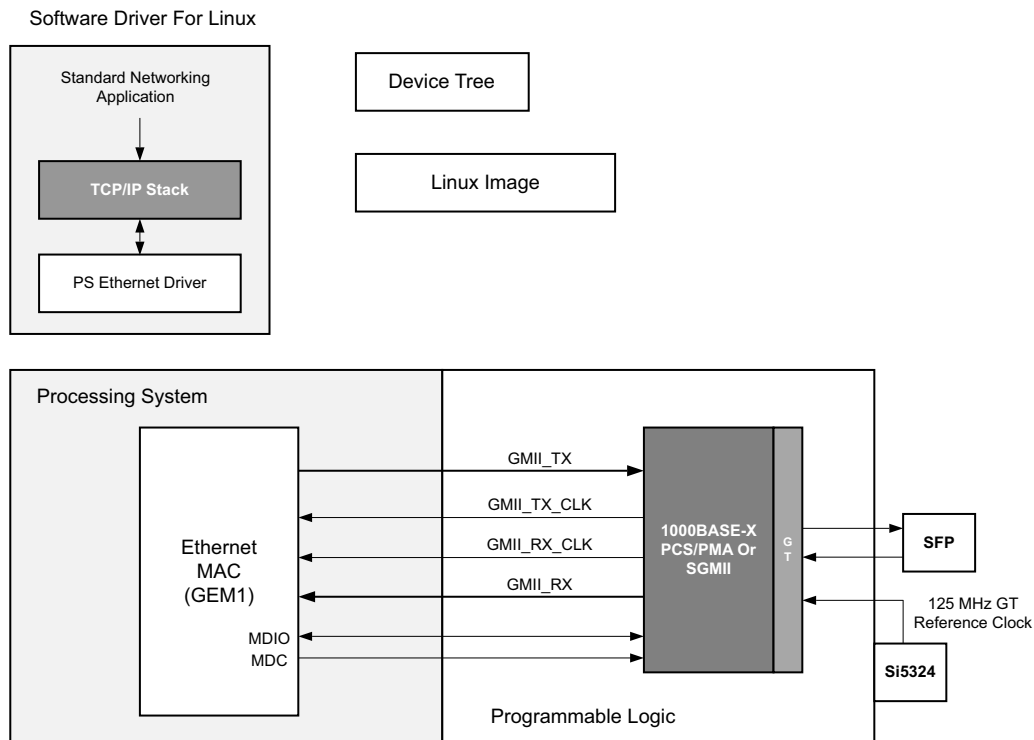 Software Driver For Linux
Standard Networking
Application
TCP/IP Stack
PS Ethernet Driver
Device Tree
Linux Image
Processing System
Ethernet
MAC
(GEM1)
MDIO
MDC
GMII_TX
GMII_TX_CLK
GMII_RX_CLK
GMII_RX
1000BASE-X
PCS/PMA Or
SGMII
G
T
SFP
125 MHz GT
Reference Clock
Si5324
Programmable Logic